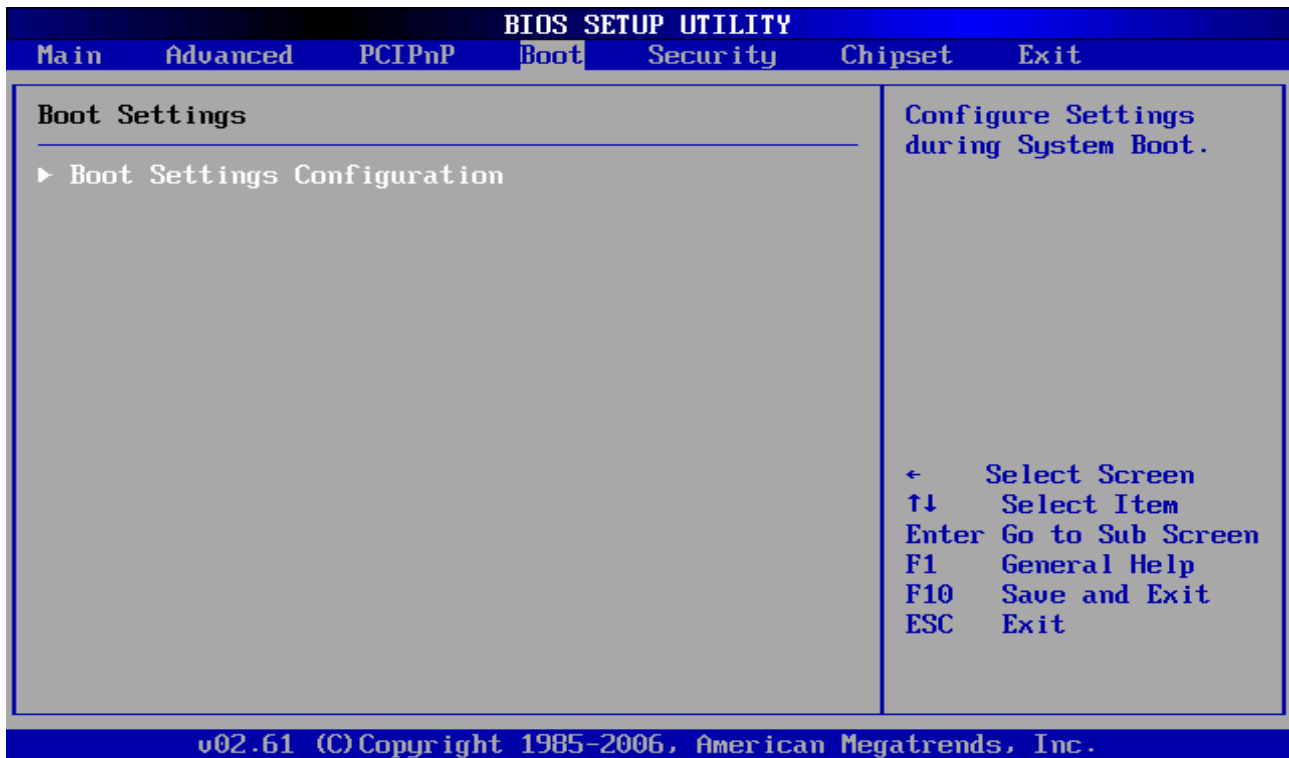 BIOS SETUP UTILITY
Main Advanced PCIPnP Boot Security Chipset Exit
Boot Settings
▶ Boot Settings Configuration
Configure Settings
during System Boot.
← Select Screen
↑↓ Select Item
Enter Go to Sub Screen
F1 General Help
F10 Save and Exit
ESC Exit
v02.61 (C)Copyright 1985-2006, American Megatrends, Inc.